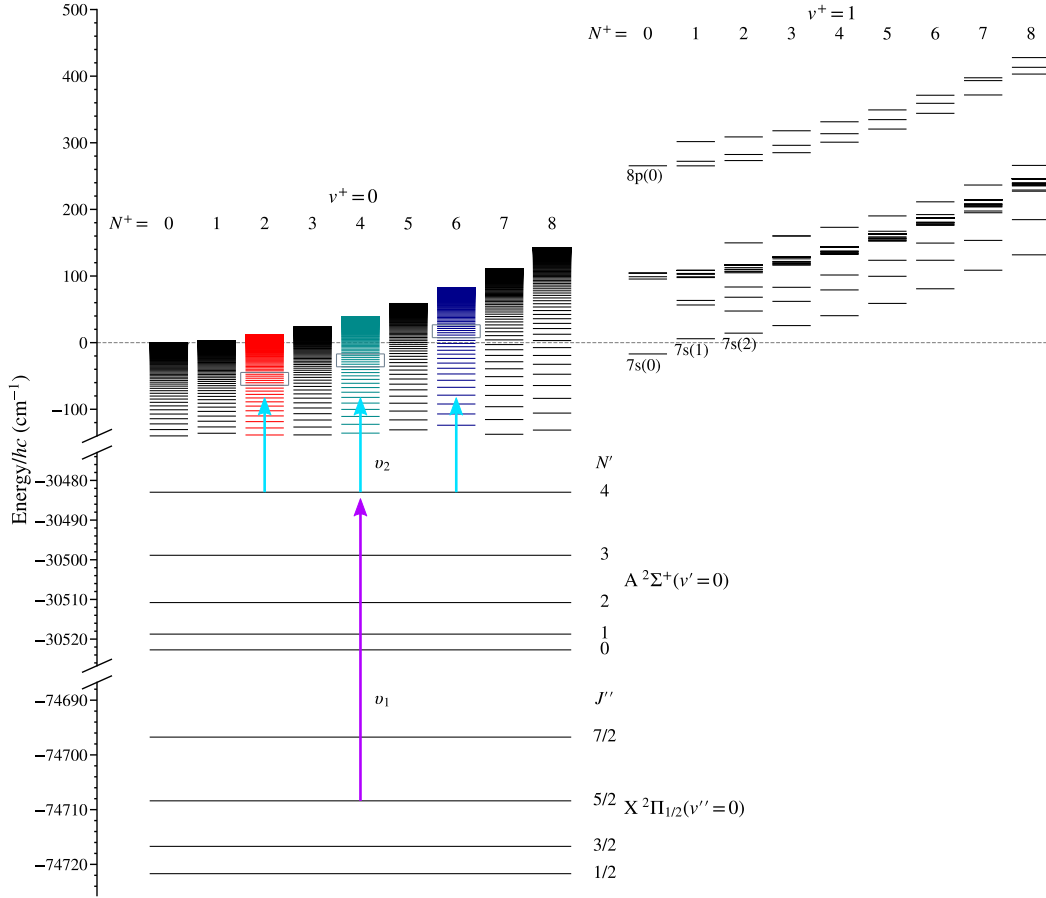 500
400
300
200
100
0
−100
−30480
−30490
−30500
−30510
−30520
−74690
−74700
−74710
−74720
Energy/hc (cm⁻¹)
v⁺ = 1
N⁺ = 0 1 2 3 4 5 6 7 8
8p(0)
7s(0)
7s(1)
7s(2)
v⁺ = 0
N⁺ = 0 1 2 3 4 5 6 7 8
υ₂
N′
4
3
A ²Σ⁺(v′ = 0)
2
1
0
υ₁
J′′
7/2
5/2
X ²Π₁/₂(v′′ = 0)
3/2
1/2